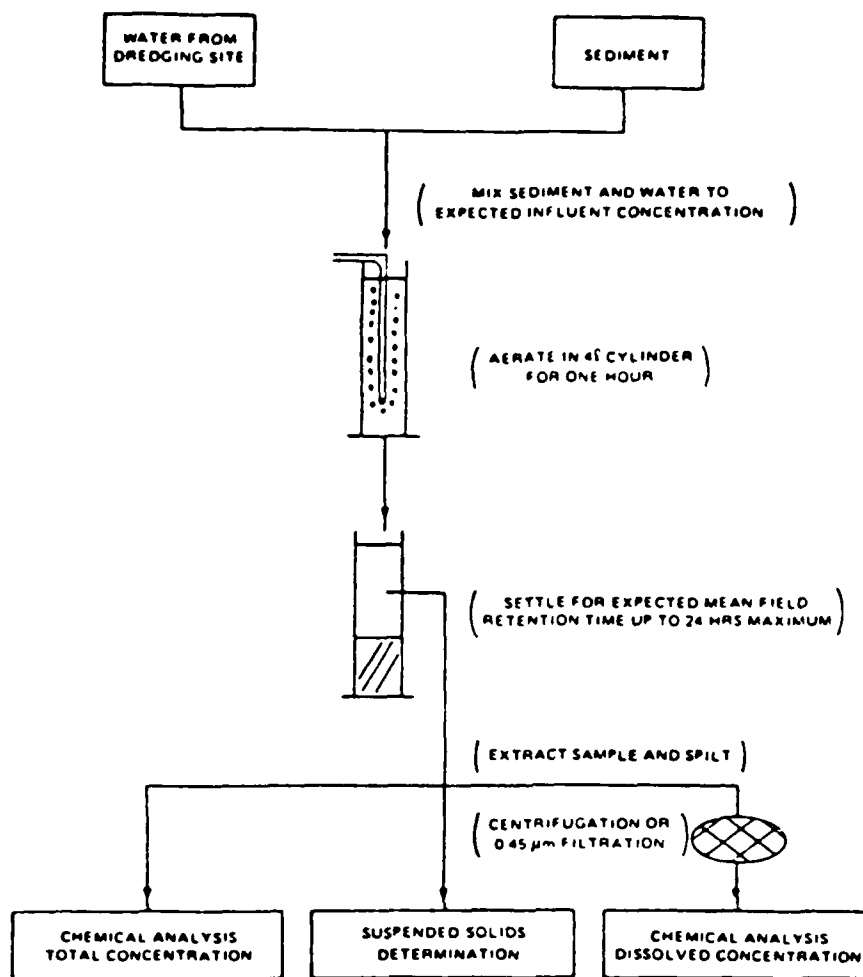 WATER FROM
DREDGING SITE
SEDIMENT
( MIX SEDIMENT AND WATER TO
EXPECTED INFLUENT CONCENTRATION )
( AERATE IN 4ℓ CYLINDER
FOR ONE HOUR )
( SETTLE FOR EXPECTED MEAN FIELD
RETENTION TIME UP TO 24 HRS MAXIMUM )
( EXTRACT SAMPLE AND SPILT )
( CENTRIFUGATION OR
0.45 µm FILTRATION )
CHEMICAL ANALYSIS
TOTAL CONCENTRATION
SUSPENDED SOLIDS
DETERMINATION
CHEMICAL ANALYSIS
DISSOLVED CONCENTRATION